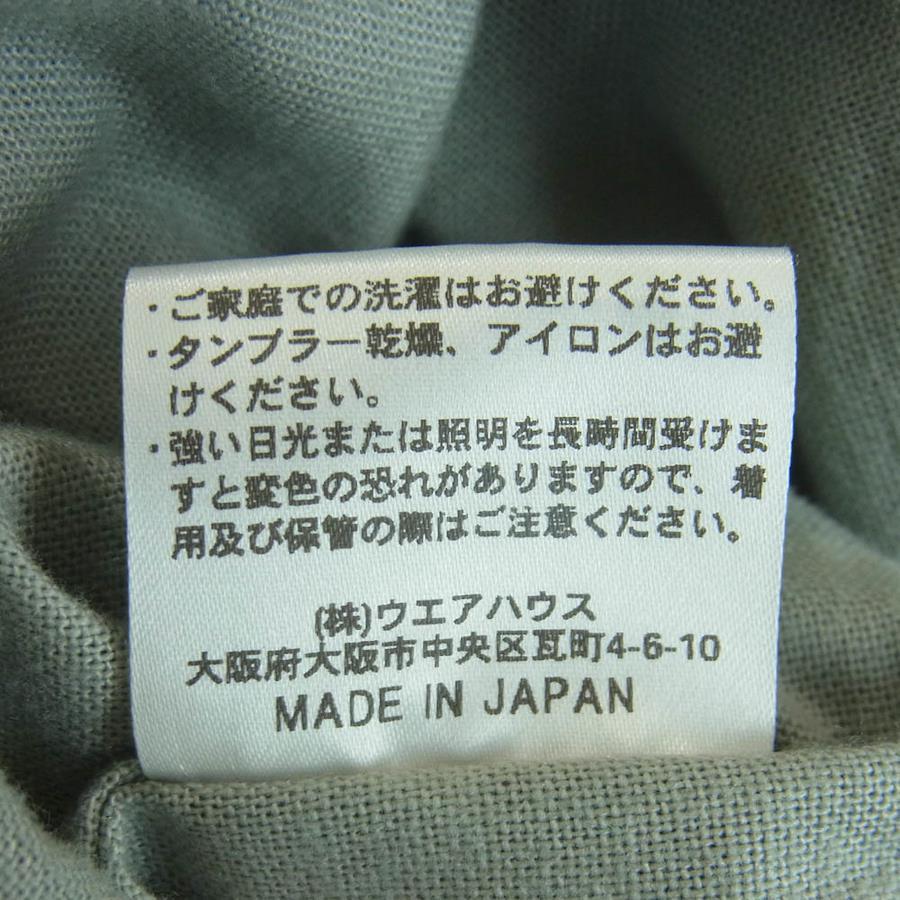 ・ご家庭での洗濯はお避けください。
・タンブラー乾燥、アイロンはお避
けください。
・強い日光または照明を長時間受けま
すと変色の恐れがありますので、着
用及び保管の際はご注意ください。
(株)ウエアハウス
大阪府大阪市中央区瓦町4-6-10
MADE IN JAPAN